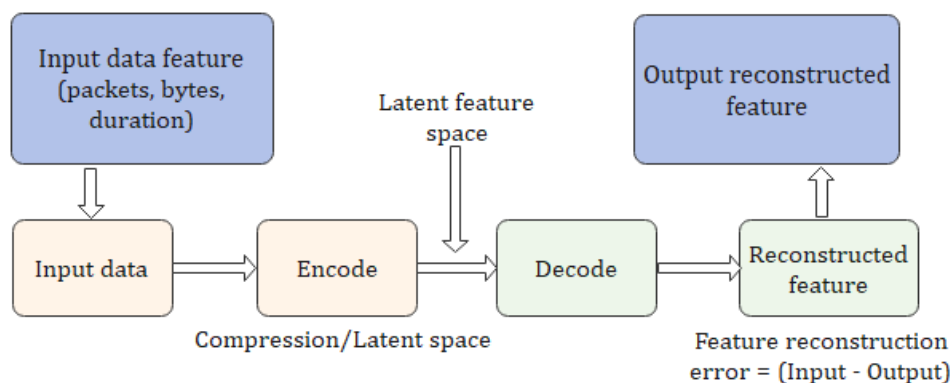 Input data feature
(packets, bytes,
duration)
Output reconstructed
feature
Latent feature
space
Input data
Encode
Decode
Reconstructed
feature
Compression/Latent space
Feature reconstruction
error = (Input - Output)